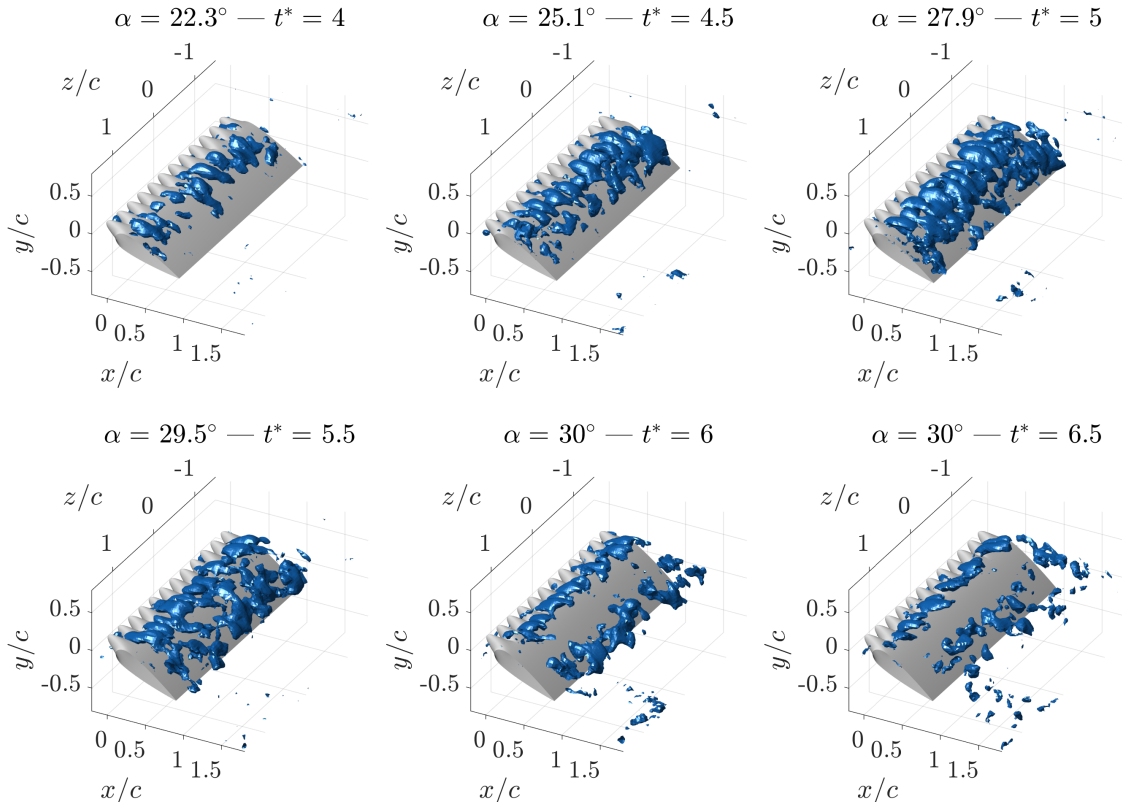 α = 22.3° — t* = 4
-1
z/c
0
1
0.5
0
-0.5
y/c
0
0.5
1
1.5
x/c
α = 25.1° — t* = 4.5
-1
z/c
0
1
0.5
0
-0.5
y/c
0
0.5
1
1.5
x/c
α = 27.9° — t* = 5
-1
z/c
0
1
0.5
0
-0.5
y/c
0
0.5
1
1.5
x/c
α = 29.5° — t* = 5.5
-1
z/c
0
1
0.5
0
-0.5
y/c
0
0.5
1
1.5
x/c
α = 30° — t* = 6
-1
z/c
0
1
0.5
0
-0.5
y/c
0
0.5
1
1.5
x/c
α = 30° — t* = 6.5
-1
z/c
0
1
0.5
0
-0.5
y/c
0
0.5
1
1.5
x/c